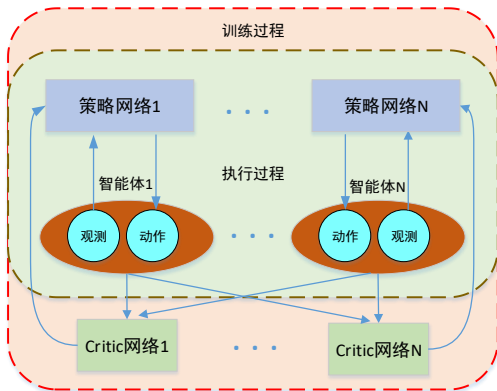 训练过程
策略网络1
策略网络N
执行过程
智能体1
智能体N
观测
动作
动作
观测
Critic网络1
Critic网络N